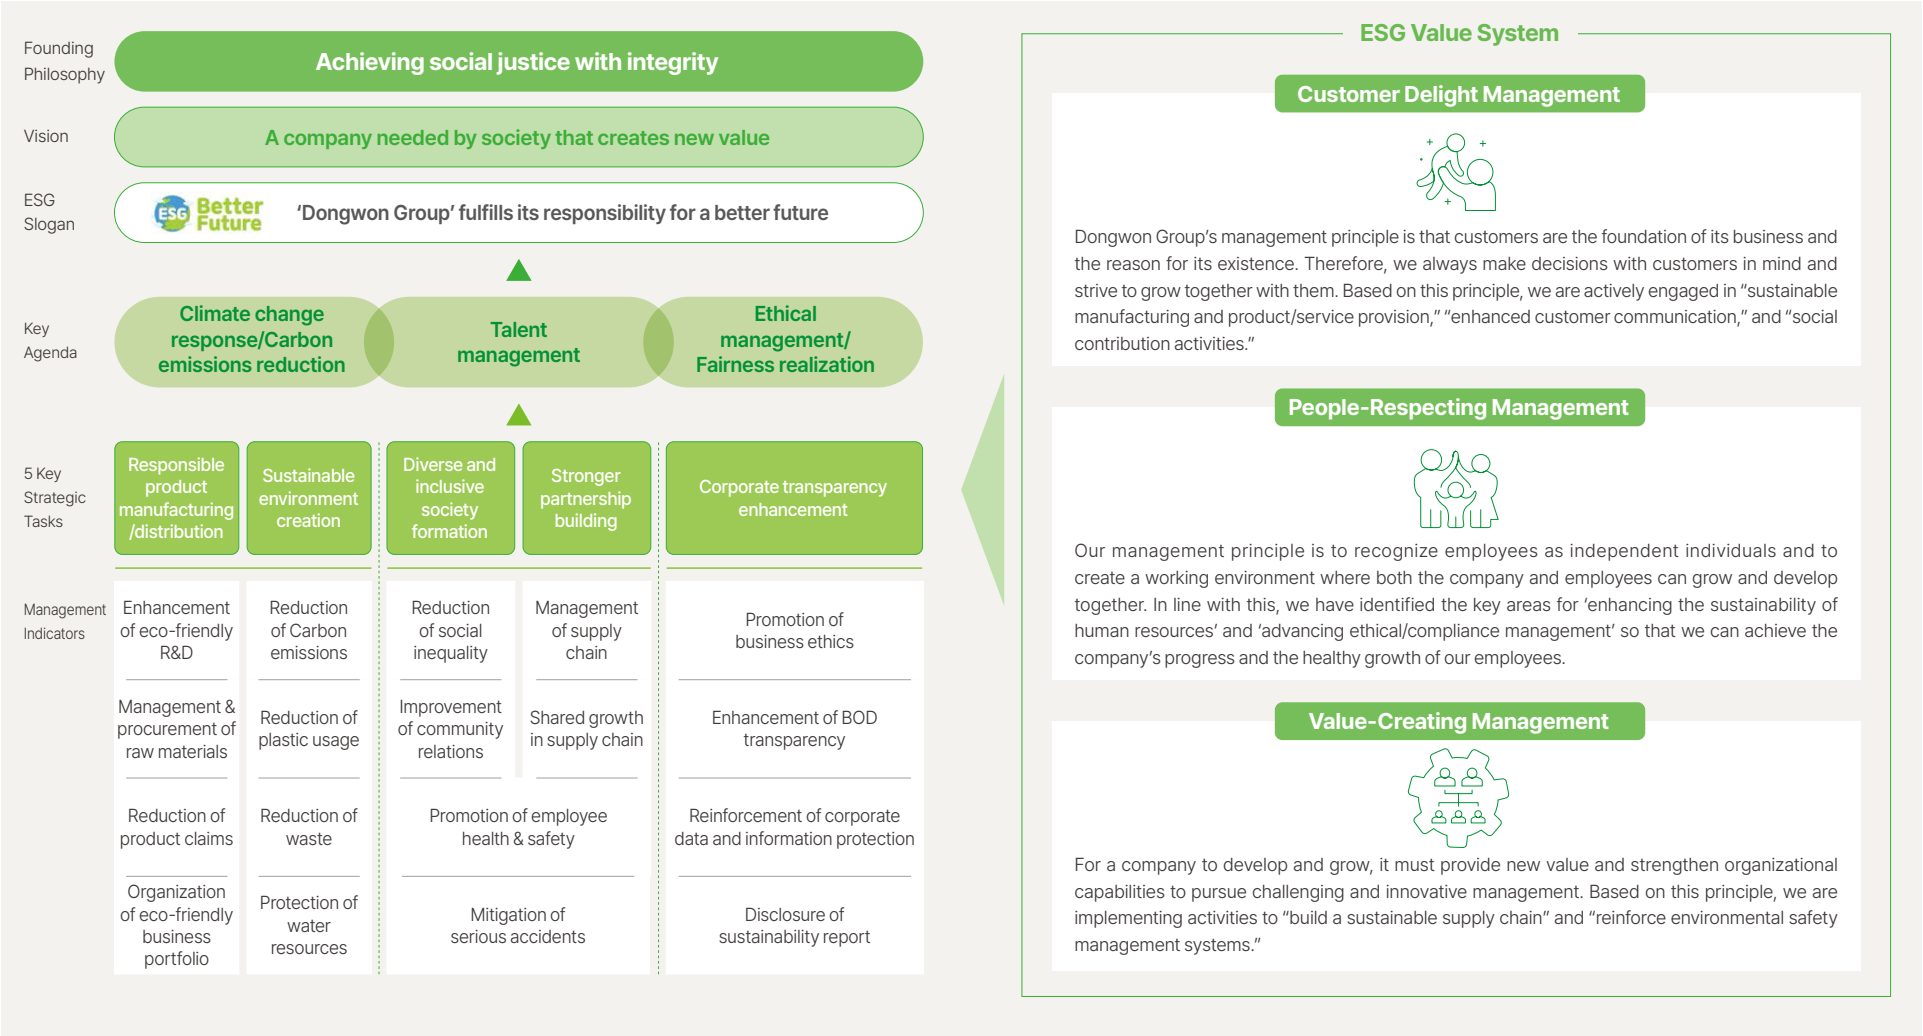 Founding
Philosophy
Achieving social justice with integrity
Vision
A company needed by society that creates new value
ESG
Slogan
ESG
Better
Future
‘Dongwon Group’ fulfills its responsibility for a better future
Key
Agenda
Climate change
response/Carbon
emissions reduction
Talent
management
Ethical
management/
Fairness realization
5 Key
Strategic
Tasks
Responsible
product
manufacturing
/distribution
Sustainable
environment
creation
Diverse and
inclusive
society
formation
Stronger
partnership
building
Corporate transparency
enhancement
Management
Indicators
Enhancement
of eco-friendly
R&D
Management &
procurement of
raw materials
Reduction of
product claims
Organization
of eco-friendly
business
portfolio
Reduction
of Carbon
emissions
Reduction of
plastic usage
Reduction of
waste
Protection of
water
resources
Reduction
of social
inequality
Improvement
of community
relations
Management
of supply
chain
Shared growth
in supply chain
Promotion of employee
health & safety
Mitigation of
serious accidents
Promotion of
business ethics
Enhancement of BOD
transparency
Reinforcement of corporate
data and information protection
Disclosure of
sustainability report
ESG Value System
Customer Delight Management
Dongwon Group’s management principle is that customers are the foundation of its business and
the reason for its existence. Therefore, we always make decisions with customers in mind and
strive to grow together with them. Based on this principle, we are actively engaged in “sustainable
manufacturing and product/service provision,” “enhanced customer communication,” and “social
contribution activities.”
People-Respecting Management
Our management principle is to recognize employees as independent individuals and to
create a working environment where both the company and employees can grow and develop
together. In line with this, we have identified the key areas for ‘enhancing the sustainability of
human resources’ and ‘advancing ethical/compliance management’ so that we can achieve the
company’s progress and the healthy growth of our employees.
Value-Creating Management
For a company to develop and grow, it must provide new value and strengthen organizational
capabilities to pursue challenging and innovative management. Based on this principle, we are
implementing activities to “build a sustainable supply chain” and “reinforce environmental safety
management systems.”